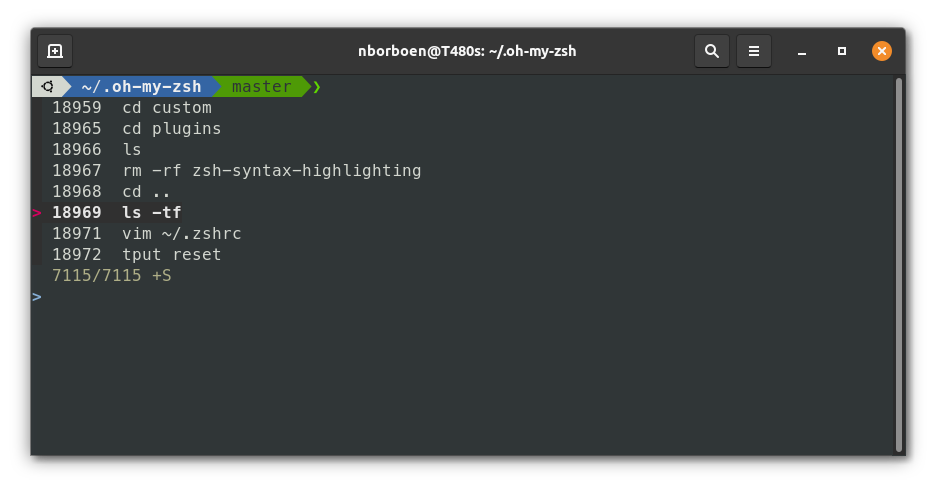 nborboen@T480s: ~/.oh-my-zsh
~/.oh-my-zsh master ❯
18959 cd custom
18965 cd plugins
18966 ls
18967 rm -rf zsh-syntax-highlighting
18968 cd ..
> 18969 ls -tf
18971 vim ~/.zshrc
18972 tput reset
7115/7115 +S
>